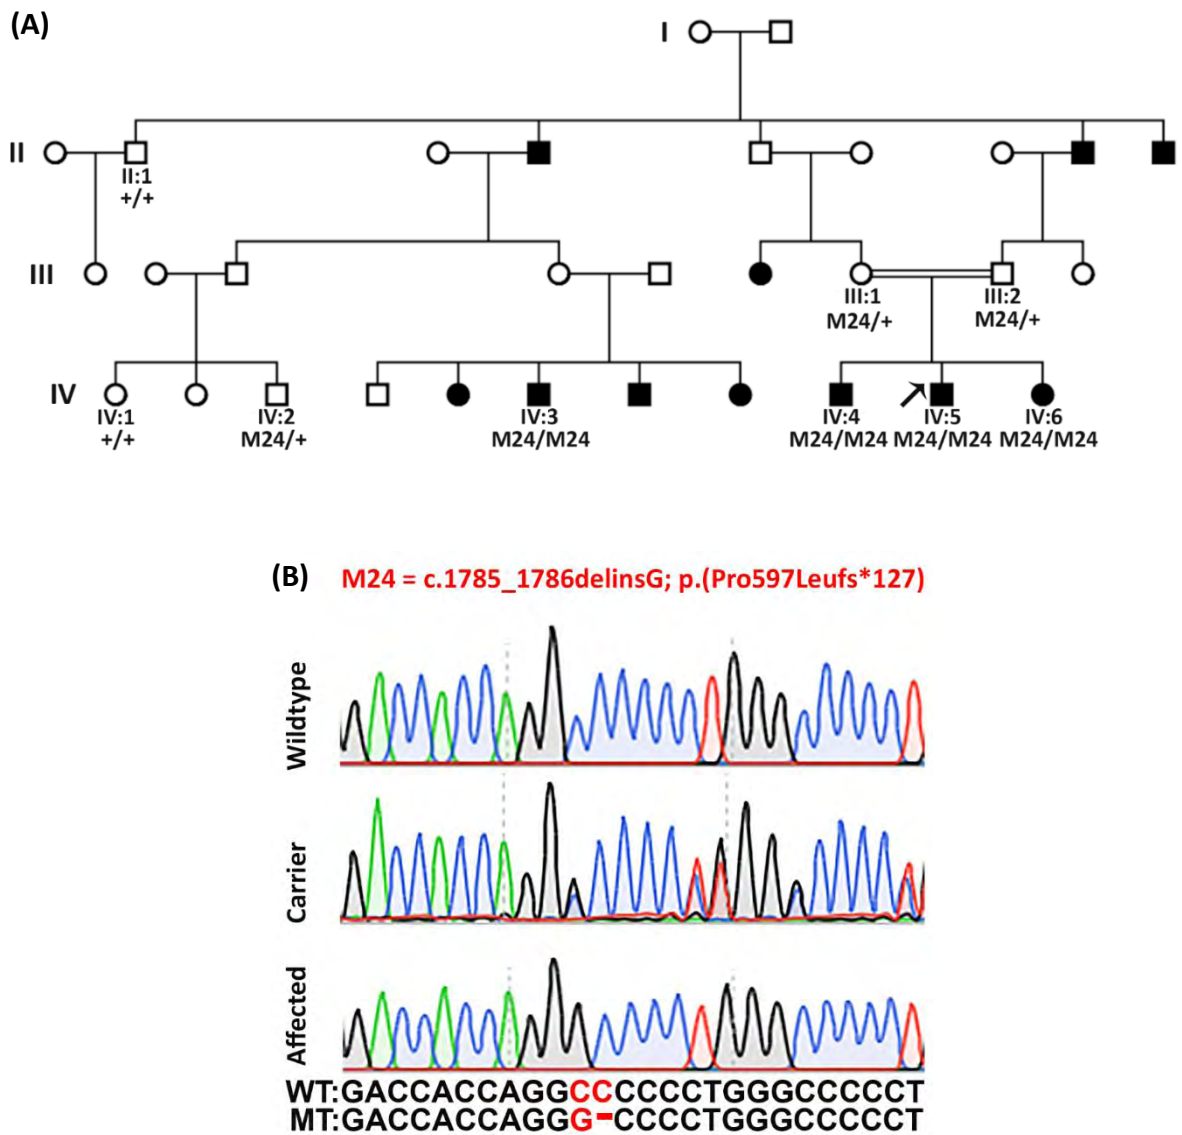 (A)
I
II
II:1
+/+
III
III:1
III:2
M24/+
M24/+
IV
IV:1
IV:2
IV:3
IV:4
IV:5
IV:6
+/+
M24/+
M24/M24
M24/M24
M24/M24
M24/M24
(B)
M24 = c.1785_1786delinsG; p.(Pro597Leufs*127)
Wildtype
Carrier
Affected
WT:GACCACCAGGCCCCCCTGGGCCCCCT
MT:GACCACCAGGG-CCCCTGGGCCCCCT